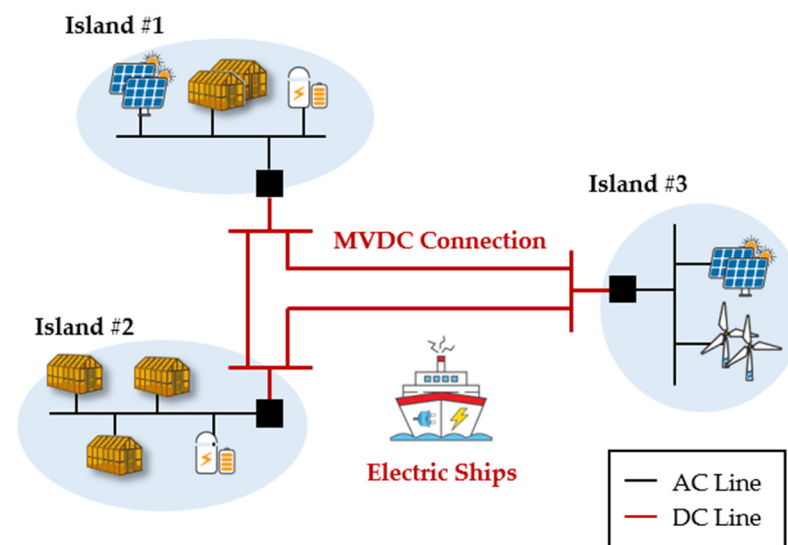 Island #1
Island #3
MVDC Connection
Island #2
Electric Ships
AC Line
DC Line